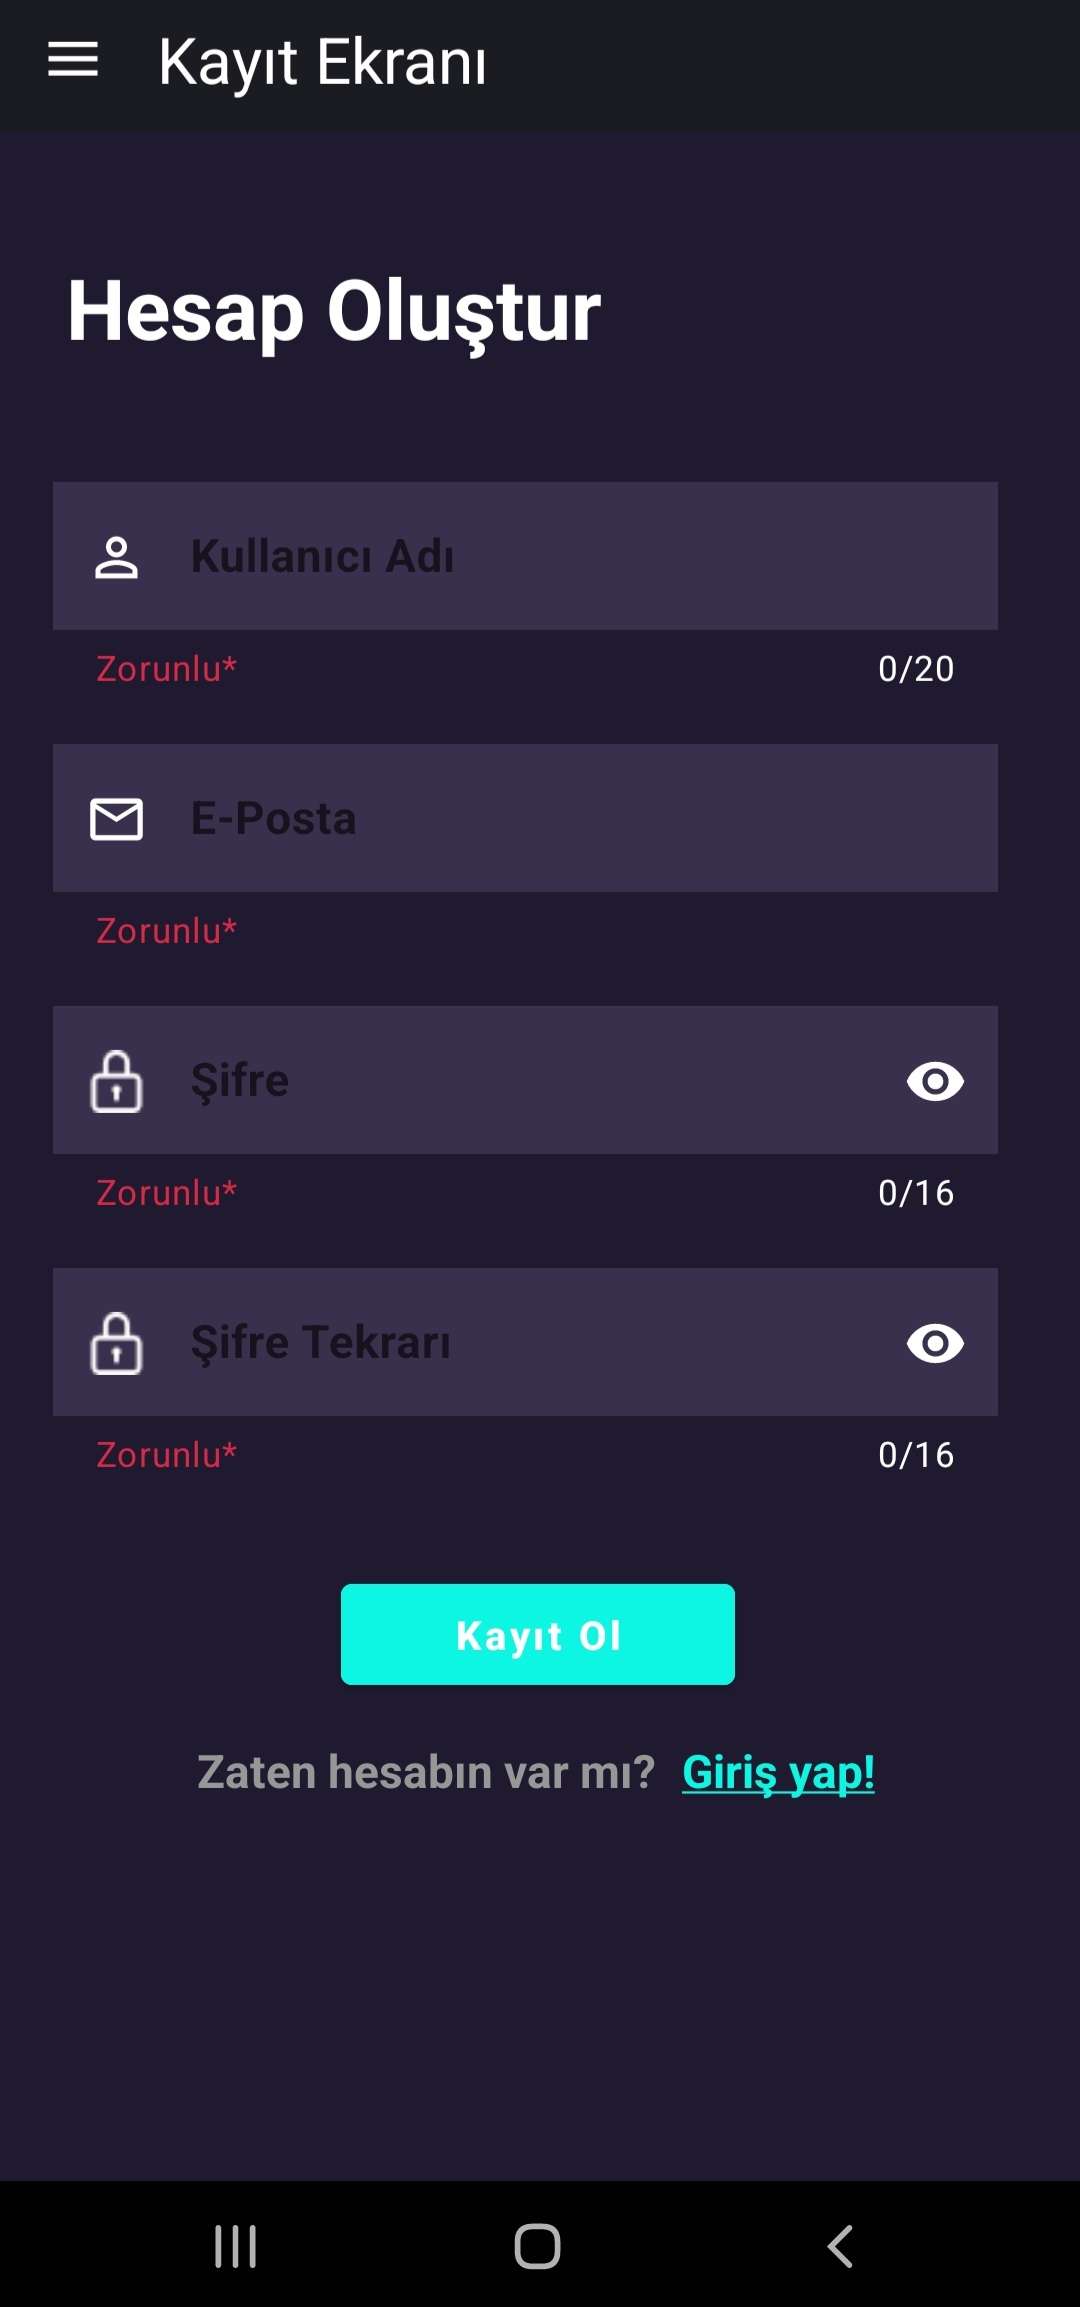 Kayıt Ekranı
Hesap Oluştur
Kullanıcı Adı
Zorunlu* 0/20
E-Posta
Zorunlu*
Şifre
Zorunlu* 0/16
Şifre Tekrarı
Zorunlu* 0/16
Kayıt Ol
Zaten hesabın var mı? Giriş yap!